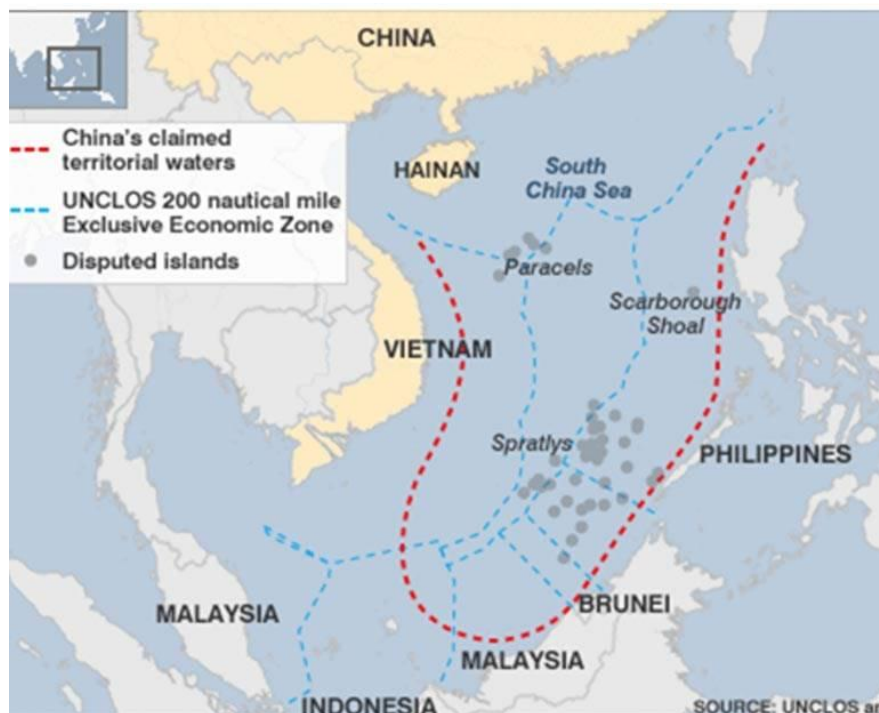 CHINA
China's claimed
territorial waters
UNCLOS 200 nautical mile
Exclusive Economic Zone
Disputed islands
HAINAN
South
China Sea
Paracels
Scarborough
Shoal
VIETNAM
Spratlys
PHILIPPINES
MALAYSIA
BRUNEI
MALAYSIA
INDONESIA
SOURCE: UNCLOS